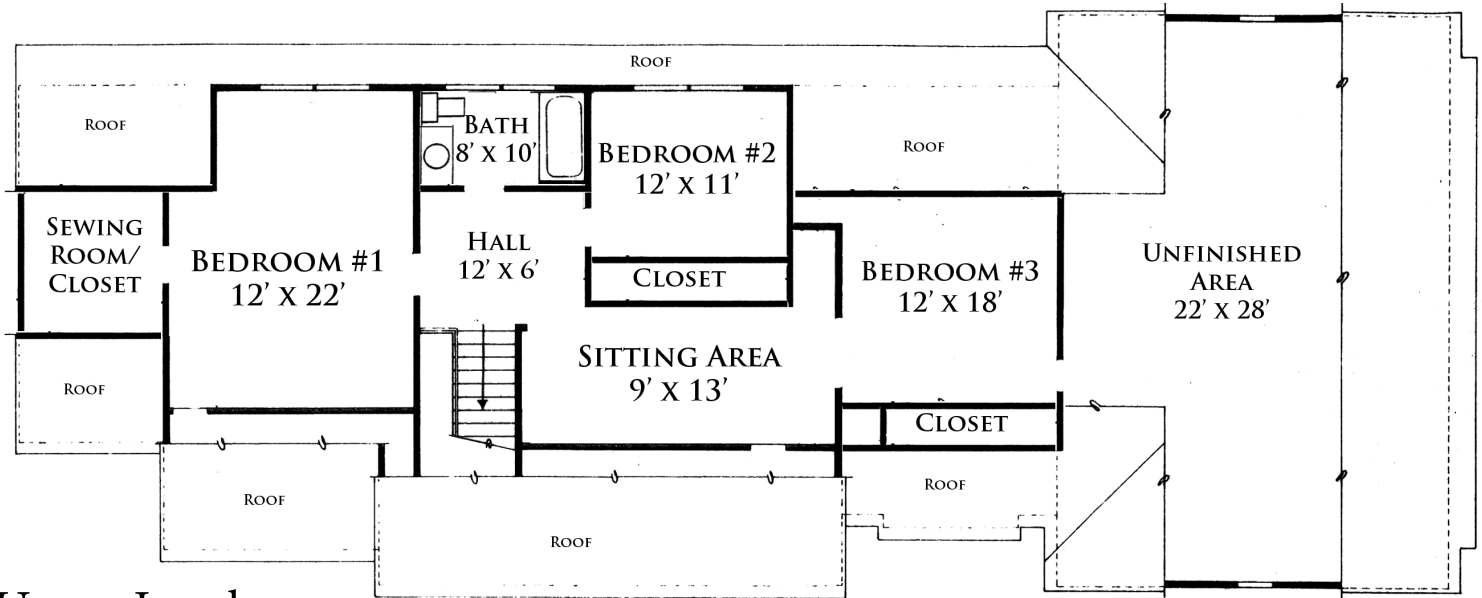 Roof
Roof
Bath
8' x 10'
Bedroom #2
12' x 11'
Roof
Sewing
Room/
Closet
Bedroom #1
12' x 22'
Hall
12' x 6'
Closet
Bedroom #3
12' x 18'
Unfinished
Area
22' x 28'
Sitting Area
9' x 13'
Roof
Closet
Roof
Roof
Roof